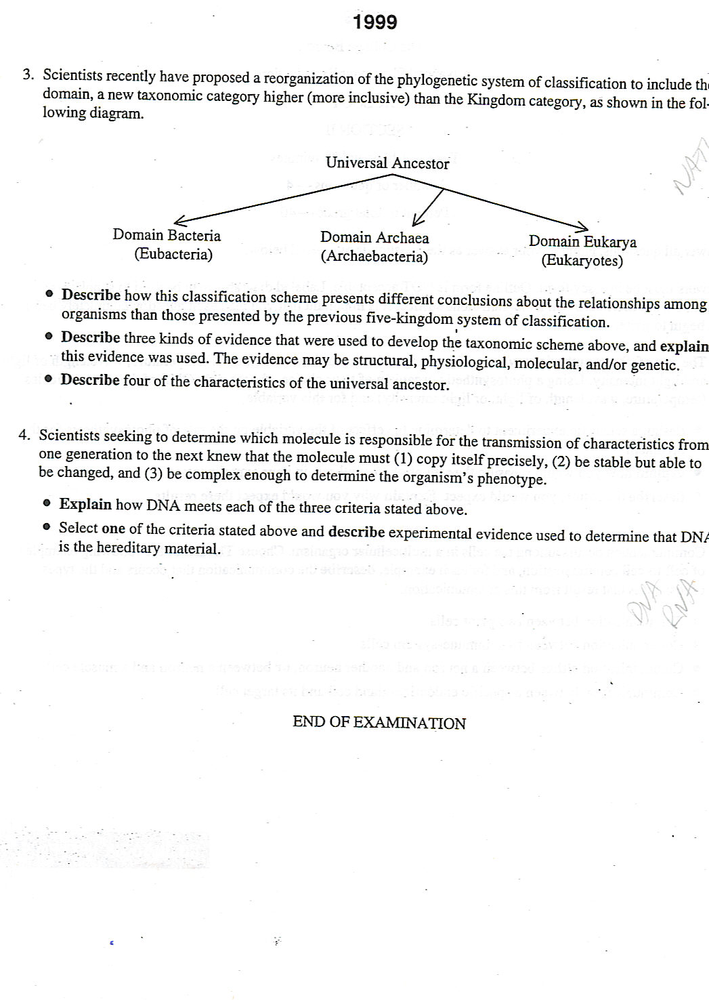 1999
3. Scientists recently have proposed a reorganization of the phylogenetic system of classification to include the
domain, a new taxonomic category higher (more inclusive) than the Kingdom category, as shown in the fol-
lowing diagram.
Universal Ancestor
Domain Bacteria
(Eubacteria)
Domain Archaea
(Archaebacteria)
Domain Eukarya
(Eukaryotes)
• Describe how this classification scheme presents different conclusions about the relationships among
organisms than those presented by the previous five-kingdom system of classification.
• Describe three kinds of evidence that were used to develop the taxonomic scheme above, and explain
this evidence was used. The evidence may be structural, physiological, molecular, and/or genetic.
• Describe four of the characteristics of the universal ancestor.
4. Scientists seeking to determine which molecule is responsible for the transmission of characteristics from
one generation to the next knew that the molecule must (1) copy itself precisely, (2) be stable but able to
be changed, and (3) be complex enough to determine the organism's phenotype.
• Explain how DNA meets each of the three criteria stated above.
• Select one of the criteria stated above and describe experimental evidence used to determine that DNA
is the hereditary material.
DNA
RNA
END OF EXAMINATION